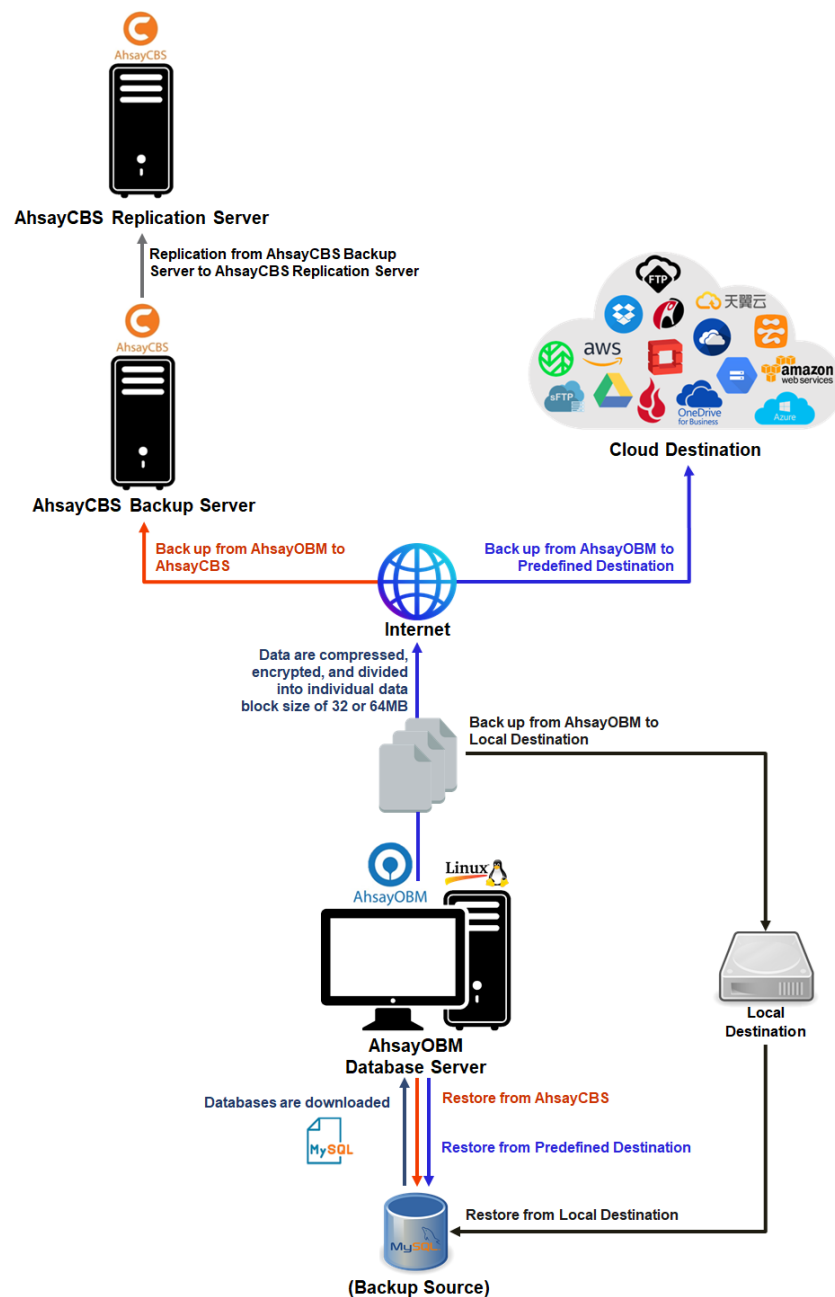 AhsayCBS
AhsayCBS Replication Server
Replication from AhsayCBS Backup
Server to AhsayCBS Replication Server
AhsayCBS
AhsayCBS Backup Server
FTP
天翼云
aws
amazon
web services
sFTP
OneDrive
for Business
Azure
Cloud Destination
Back up from AhsayOBM to
AhsayCBS
Back up from AhsayOBM to
Predefined Destination
Internet
Data are compressed,
encrypted, and divided
into individual data
block size of 32 or 64MB
Back up from AhsayOBM to
Local Destination
AhsayOBM
Linux
AhsayOBM
Database Server
Local
Destination
Databases are downloaded
MySQL
Restore from AhsayCBS
Restore from Predefined Destination
Restore from Local Destination
MySQL
(Backup Source)